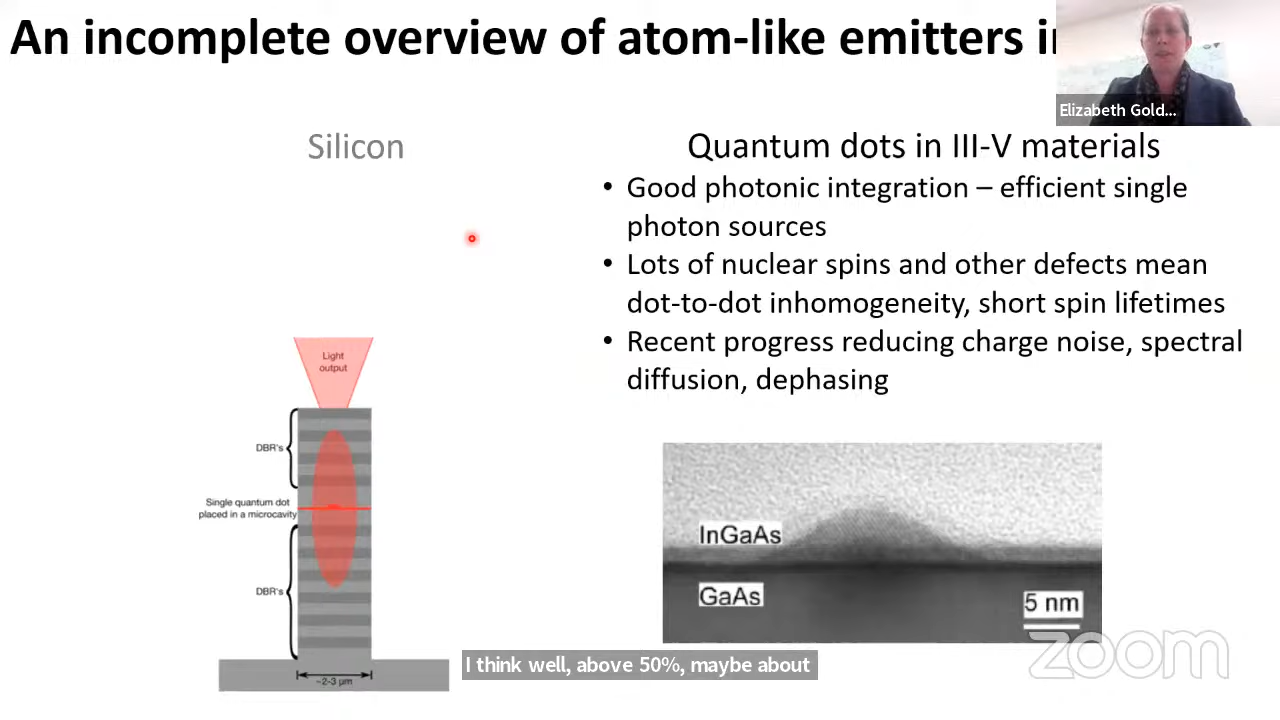 An incomplete overview of atom-like emitters in
Elizabeth Gold...
Silicon
Quantum dots in III-V materials
• Good photonic integration – efficient single
photon sources
• Lots of nuclear spins and other defects mean
dot-to-dot inhomogeneity, short spin lifetimes
• Recent progress reducing charge noise, spectral
diffusion, dephasing
Light
output
DBR's
Single quantum dot
placed in a microcavity
DBR's
~2-3 µm
InGaAs
GaAs
5 nm
I think well, above 50%, maybe about
zoom